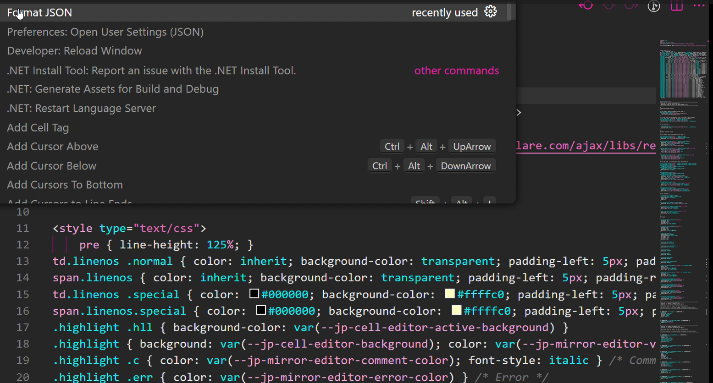 Format JSON recently used
Preferences: Open User Settings (JSON)
Developer: Reload Window
.NET Install Tool: Report an issue with the .NET Install Tool. other commands
.NET: Generate Assets for Build and Debug
.NET: Restart Language Server
Add Cell Tag
>
Add Cursor Above Ctrl + Alt + UpArrow
lare.com/ajax/libs/re
Add Cursor Below Ctrl + Alt + DownArrow
Add Cursors To Bottom
Add Cursors to Line Ends Shift + Alt + I
10
11 <style type="text/css">
12 pre { line-height: 125%; }
13 td.linenos .normal { color: inherit; background-color: transparent; padding-left: 5px; pad
14 span.linenos { color: inherit; background-color: transparent; padding-left: 5px; padding-r
15 td.linenos .special { color: #000000; background-color: #ffffc0; padding-left: 5px; pa
16 span.linenos.special { color: #000000; background-color: #ffffc0; padding-left: 5px; p
17 .highlight .hll { background-color: var(--jp-cell-editor-active-background) }
18 .highlight { background: var(--jp-cell-editor-background); color: var(--jp-mirror-editor-v
19 .highlight .c { color: var(--jp-mirror-editor-comment-color); font-style: italic } /* Comm
20 .highlight .err { color: var(--jp-mirror-editor-error-color) } /* Error */